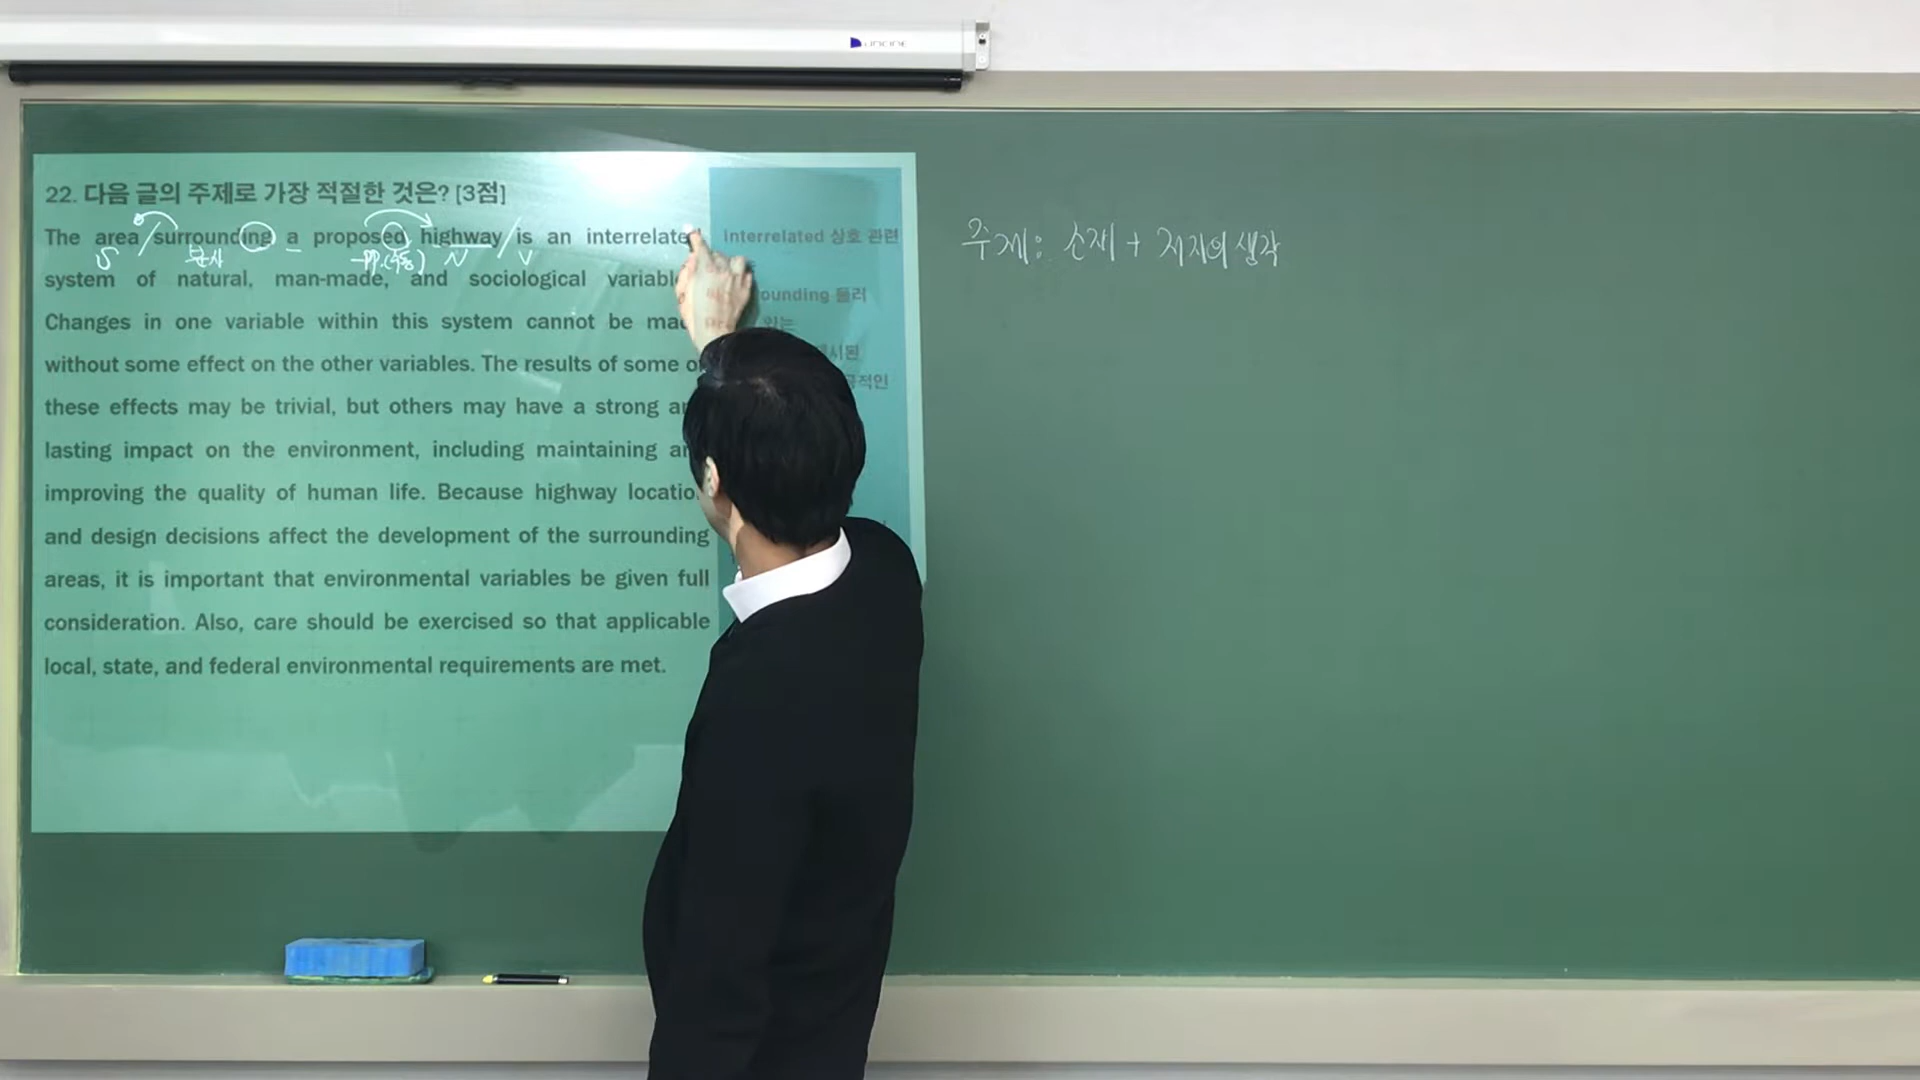 22. 다음 글의 주제로 가장 적절한 것은? [3점]
The area surrounding a proposed highway is an interrelated
S 분사 p.p.(수동) N V
system of natural, man-made, and sociological
Changes in one variable within this system cannot be
without some effect on the other variables. The results of some
these effects may be trivial, but others may have a strong
lasting impact on the environment, including maintaining
improving the quality of human life. Because highway
and design decisions affect the development of the surrounding
areas, it is important that environmental variables be given full
consideration. Also, care should be exercised so that applicable
local, state, and federal environmental requirements are met.
Interrelated 상호 관련
둘러
있는
주제: 소재 + 저자의 생각